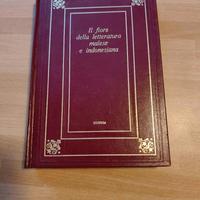 Il fiore
della letteratura
malese
e indonesiana